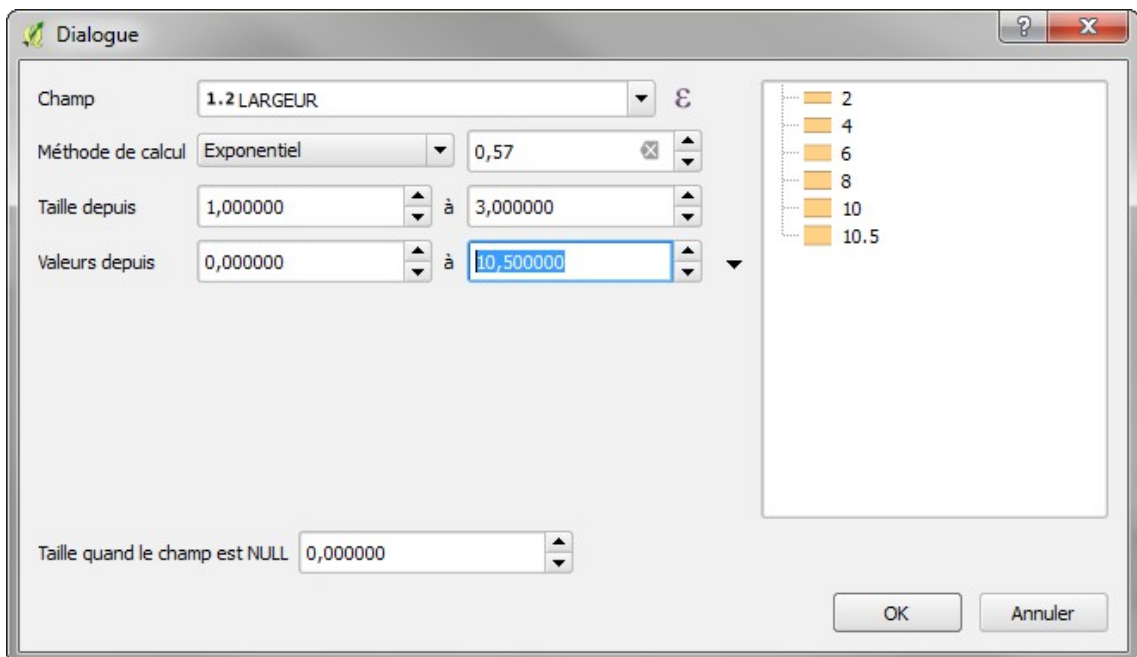 Dialogue
Champ 1.2 LARGEUR ε
Méthode de calcul Exponentiel 0,57
Taille depuis 1,000000 à 3,000000
Valeurs depuis 0,000000 à 10,500000
2
4
6
8
10
10.5
Taille quand le champ est NULL 0,000000
OK Annuler